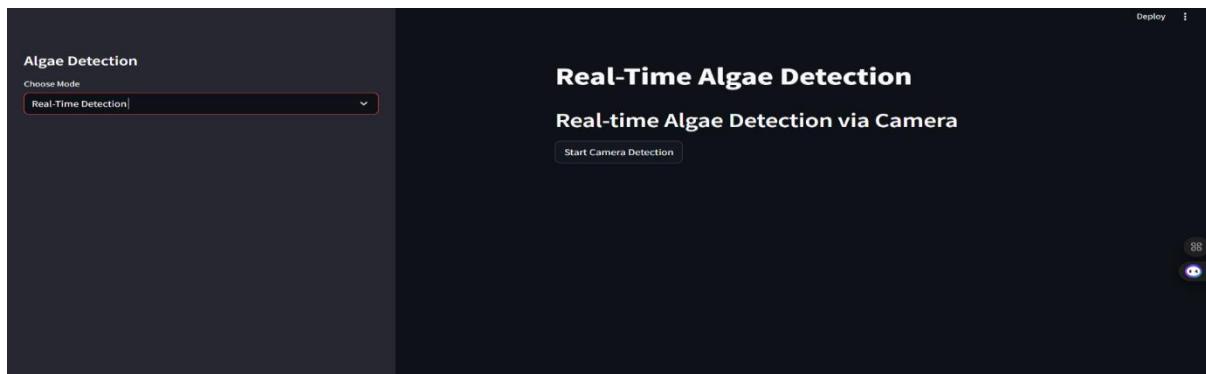 Deploy
Algae Detection
Choose Mode
Real-Time Detection
Real-Time Algae Detection
Real-time Algae Detection via Camera
Start Camera Detection